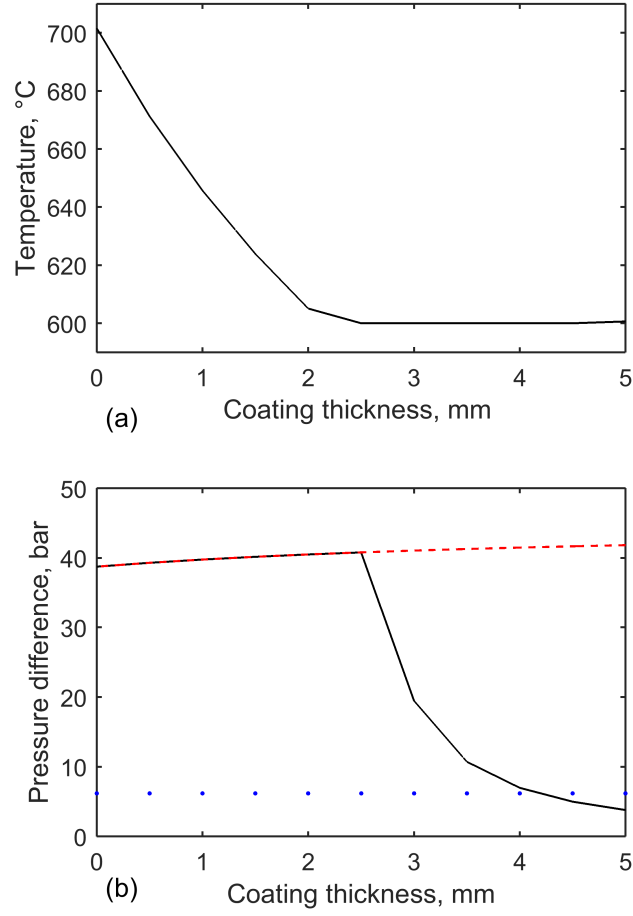 700
680
660
640
620
600
Temperature, °C
0 1 2 3 4 5
Coating thickness, mm
(a)
50
40
30
20
10
0
Pressure difference, bar
0 1 2 3 4 5
Coating thickness, mm
(b)